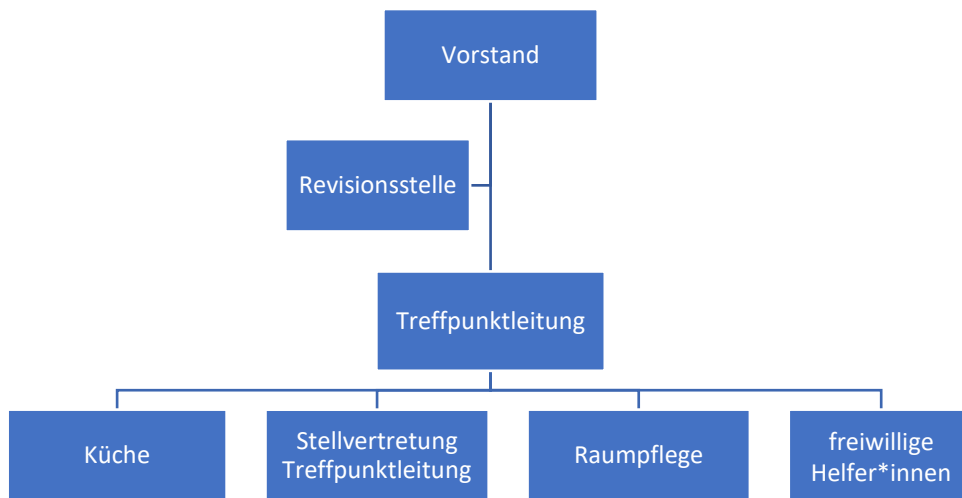 Vorstand
Revisionsstelle
Treffpunktleitung
Küche
Stellvertretung
Treffpunktleitung
Raumpflege
freiwillige
Helfer*innen